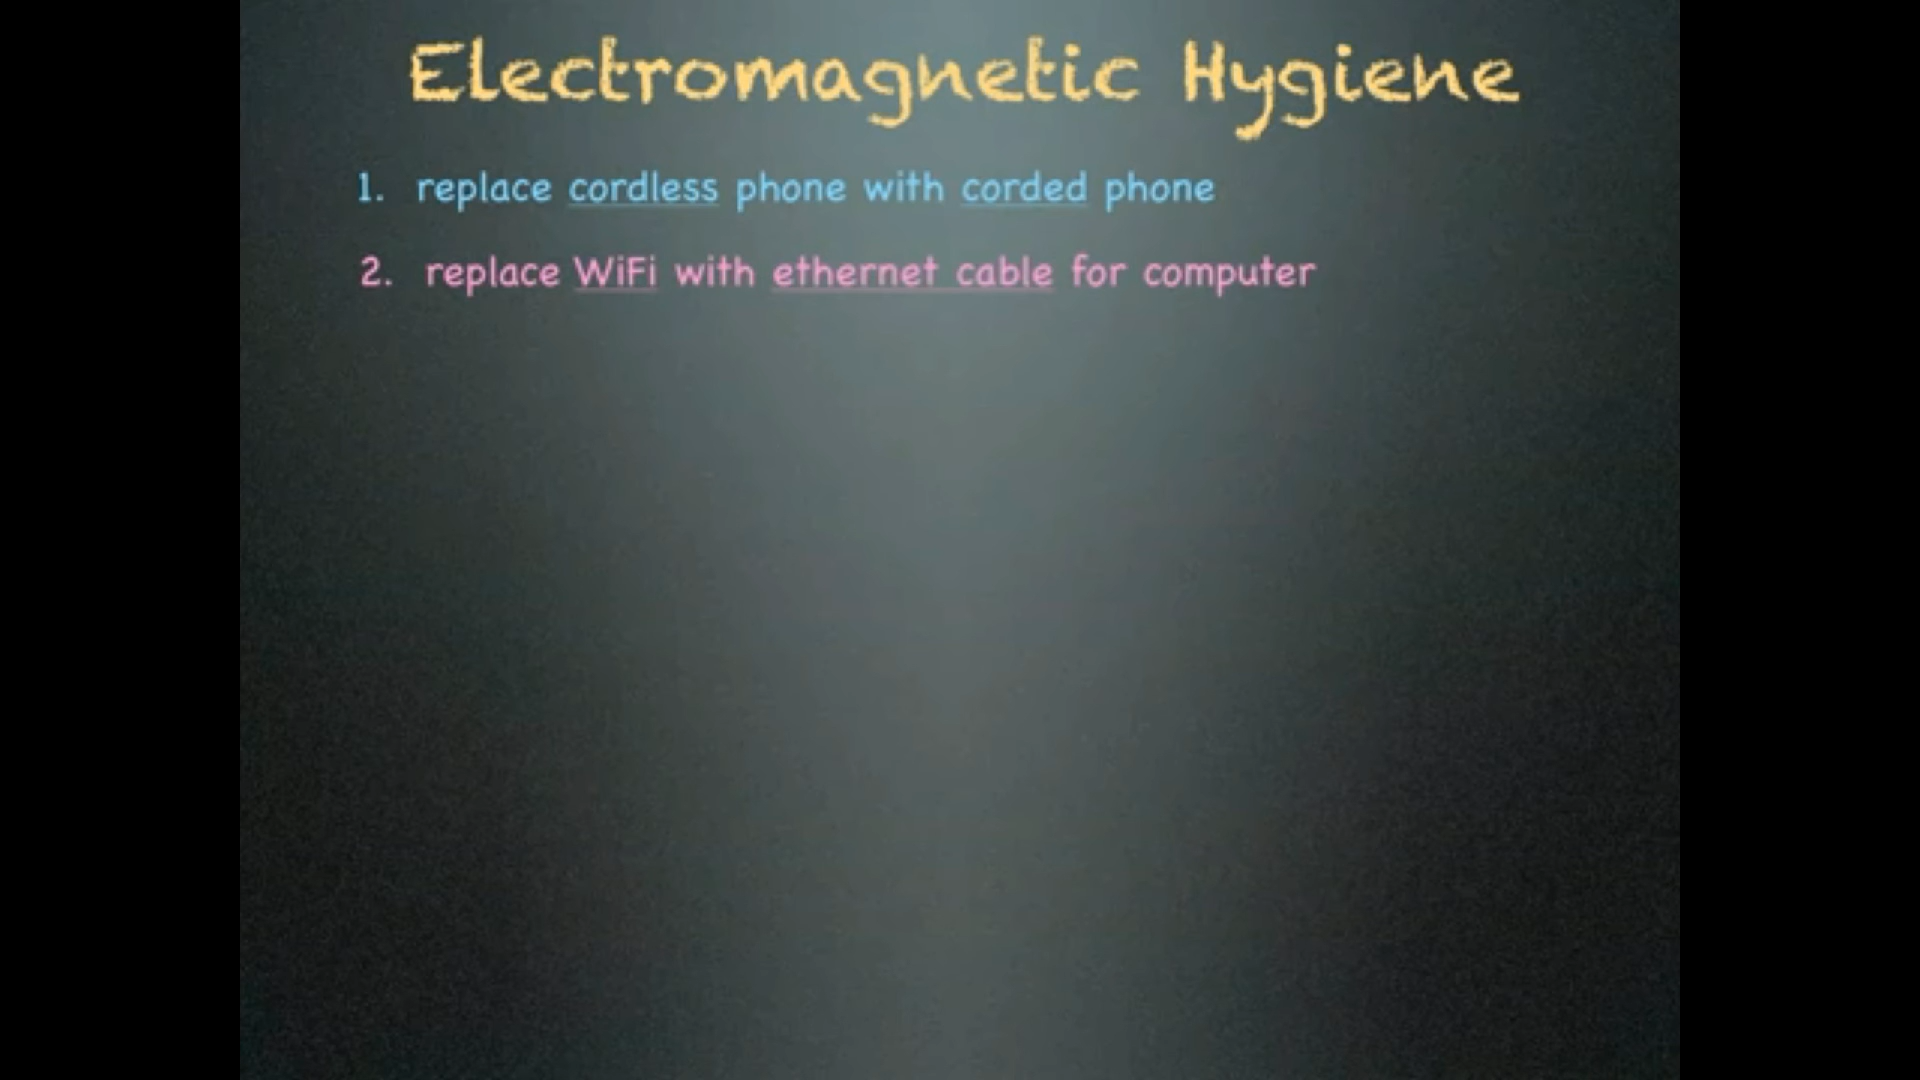 Electromagnetic Hygiene
1. replace cordless phone with corded phone
2. replace WiFi with ethernet cable for computer